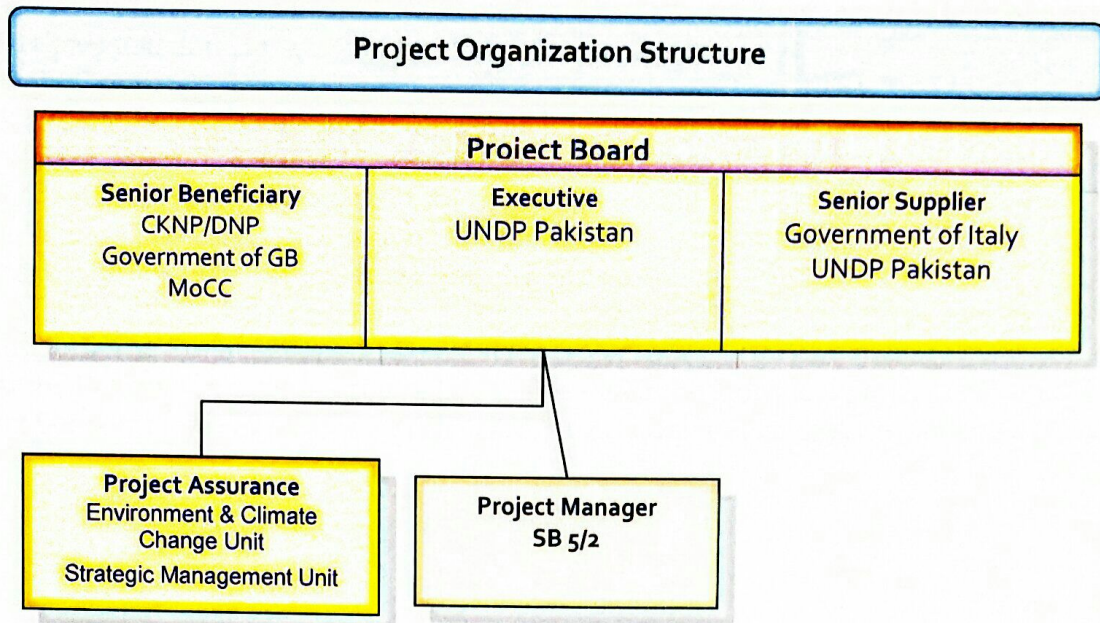 Project Organization Structure
Project Board
Senior Beneficiary
CKNP/DNP
Government of GB
MoCC
Executive
UNDP Pakistan
Senior Supplier
Government of Italy
UNDP Pakistan
Project Assurance
Environment & Climate
Change Unit
Strategic Management Unit
Project Manager
SB 5/2